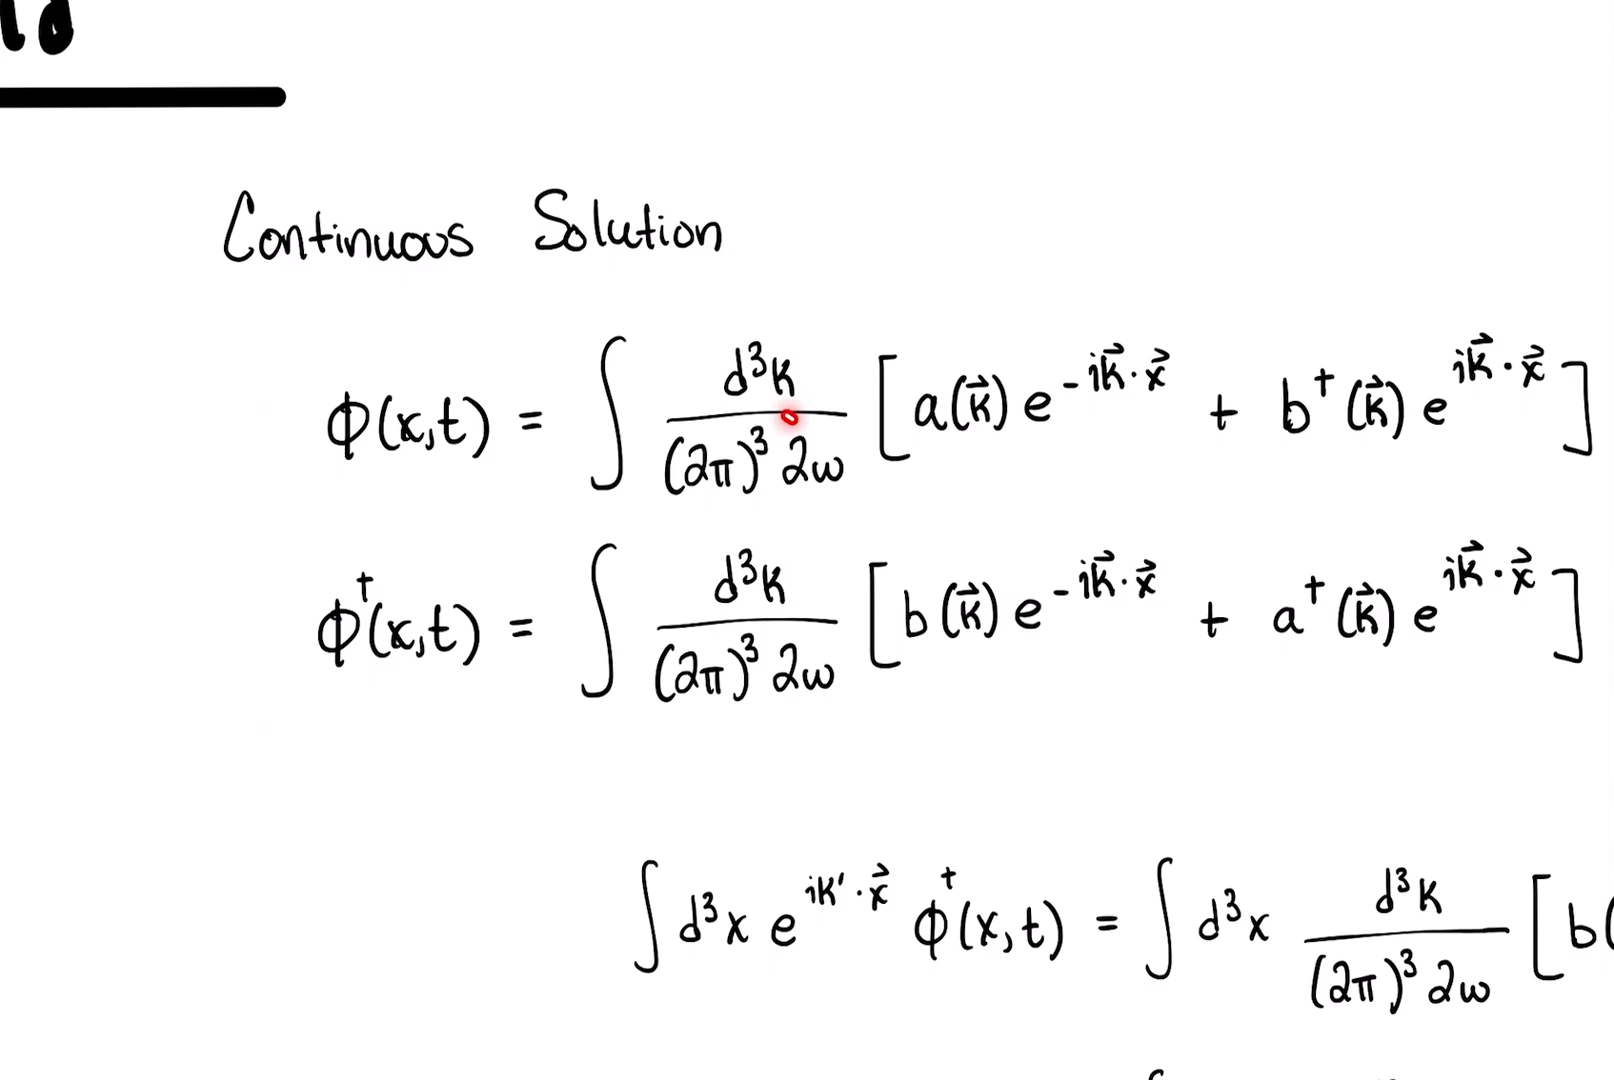 Continuous Solution
ϕ(x,t) = ∫ d³k / (2π)³ 2ω [ a(k⃗) e^{-ik⃗·x⃗} + b†(k⃗) e^{ik⃗·x⃗} ]
ϕ†(x,t) = ∫ d³k / (2π)³ 2ω [ b(k⃗) e^{-ik⃗·x⃗} + a†(k⃗) e^{ik⃗·x⃗} ]
∫ d³x e^{ik'·x⃗} ϕ†(x,t) = ∫ d³x d³k / (2π)³ 2ω [ b(